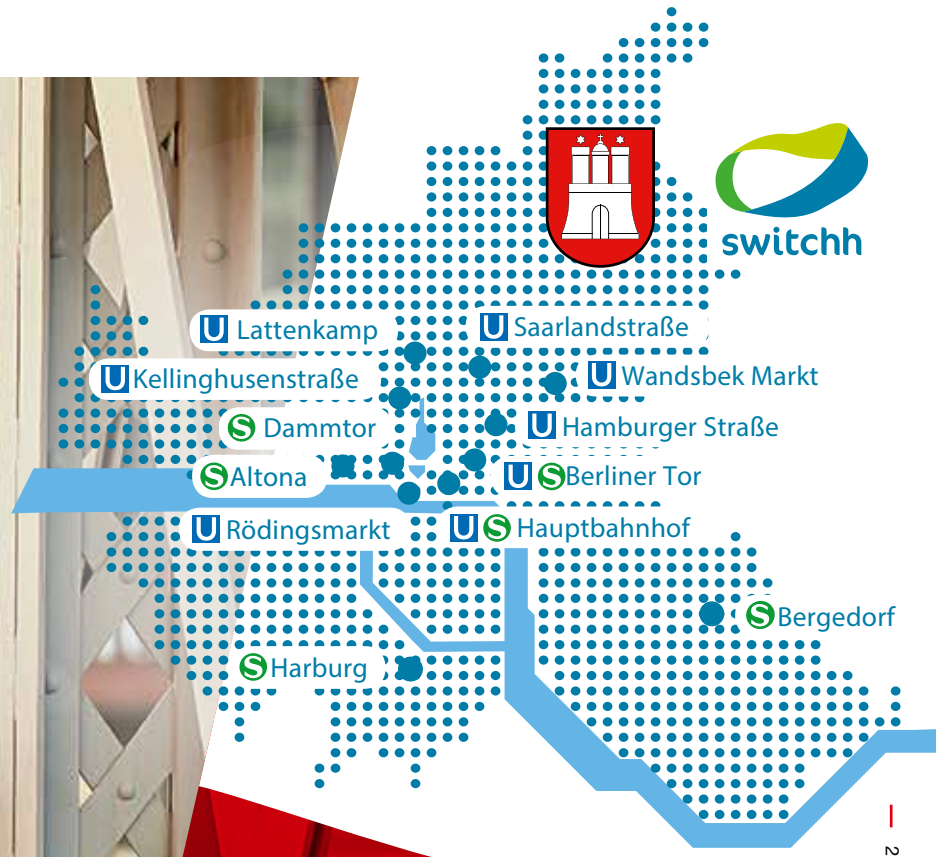 switchh
U Lattenkamp
U Saarlandstraße
U Kellinghusenstraße
U Wandsbek Markt
S Dammtor
U Hamburger Straße
S Altona
U S Berliner Tor
U Rödingsmarkt
U S Hauptbahnhof
S Bergedorf
S Harburg
| 2